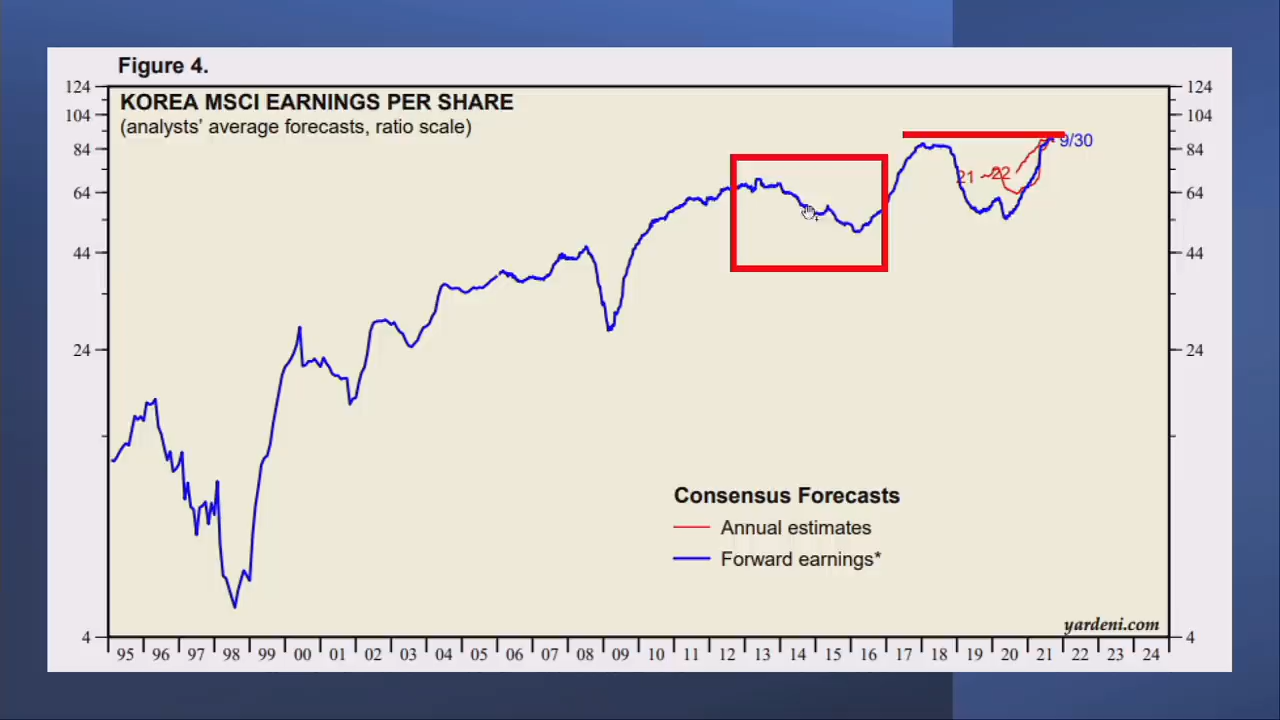 Figure 4.
124
124
KOREA MSCI EARNINGS PER SHARE
104
104
(analysts' average forecasts, ratio scale)
84
9/30
84
21 ~22
64
64
44
44
24
24
Consensus Forecasts
Annual estimates
Forward earnings*
yardeni.com
4
4
95 96 97 98 99 00 01 02 03 04 05 06 07 08 09 10 11 12 13 14 15 16 17 18 19 20 21 22 23 24